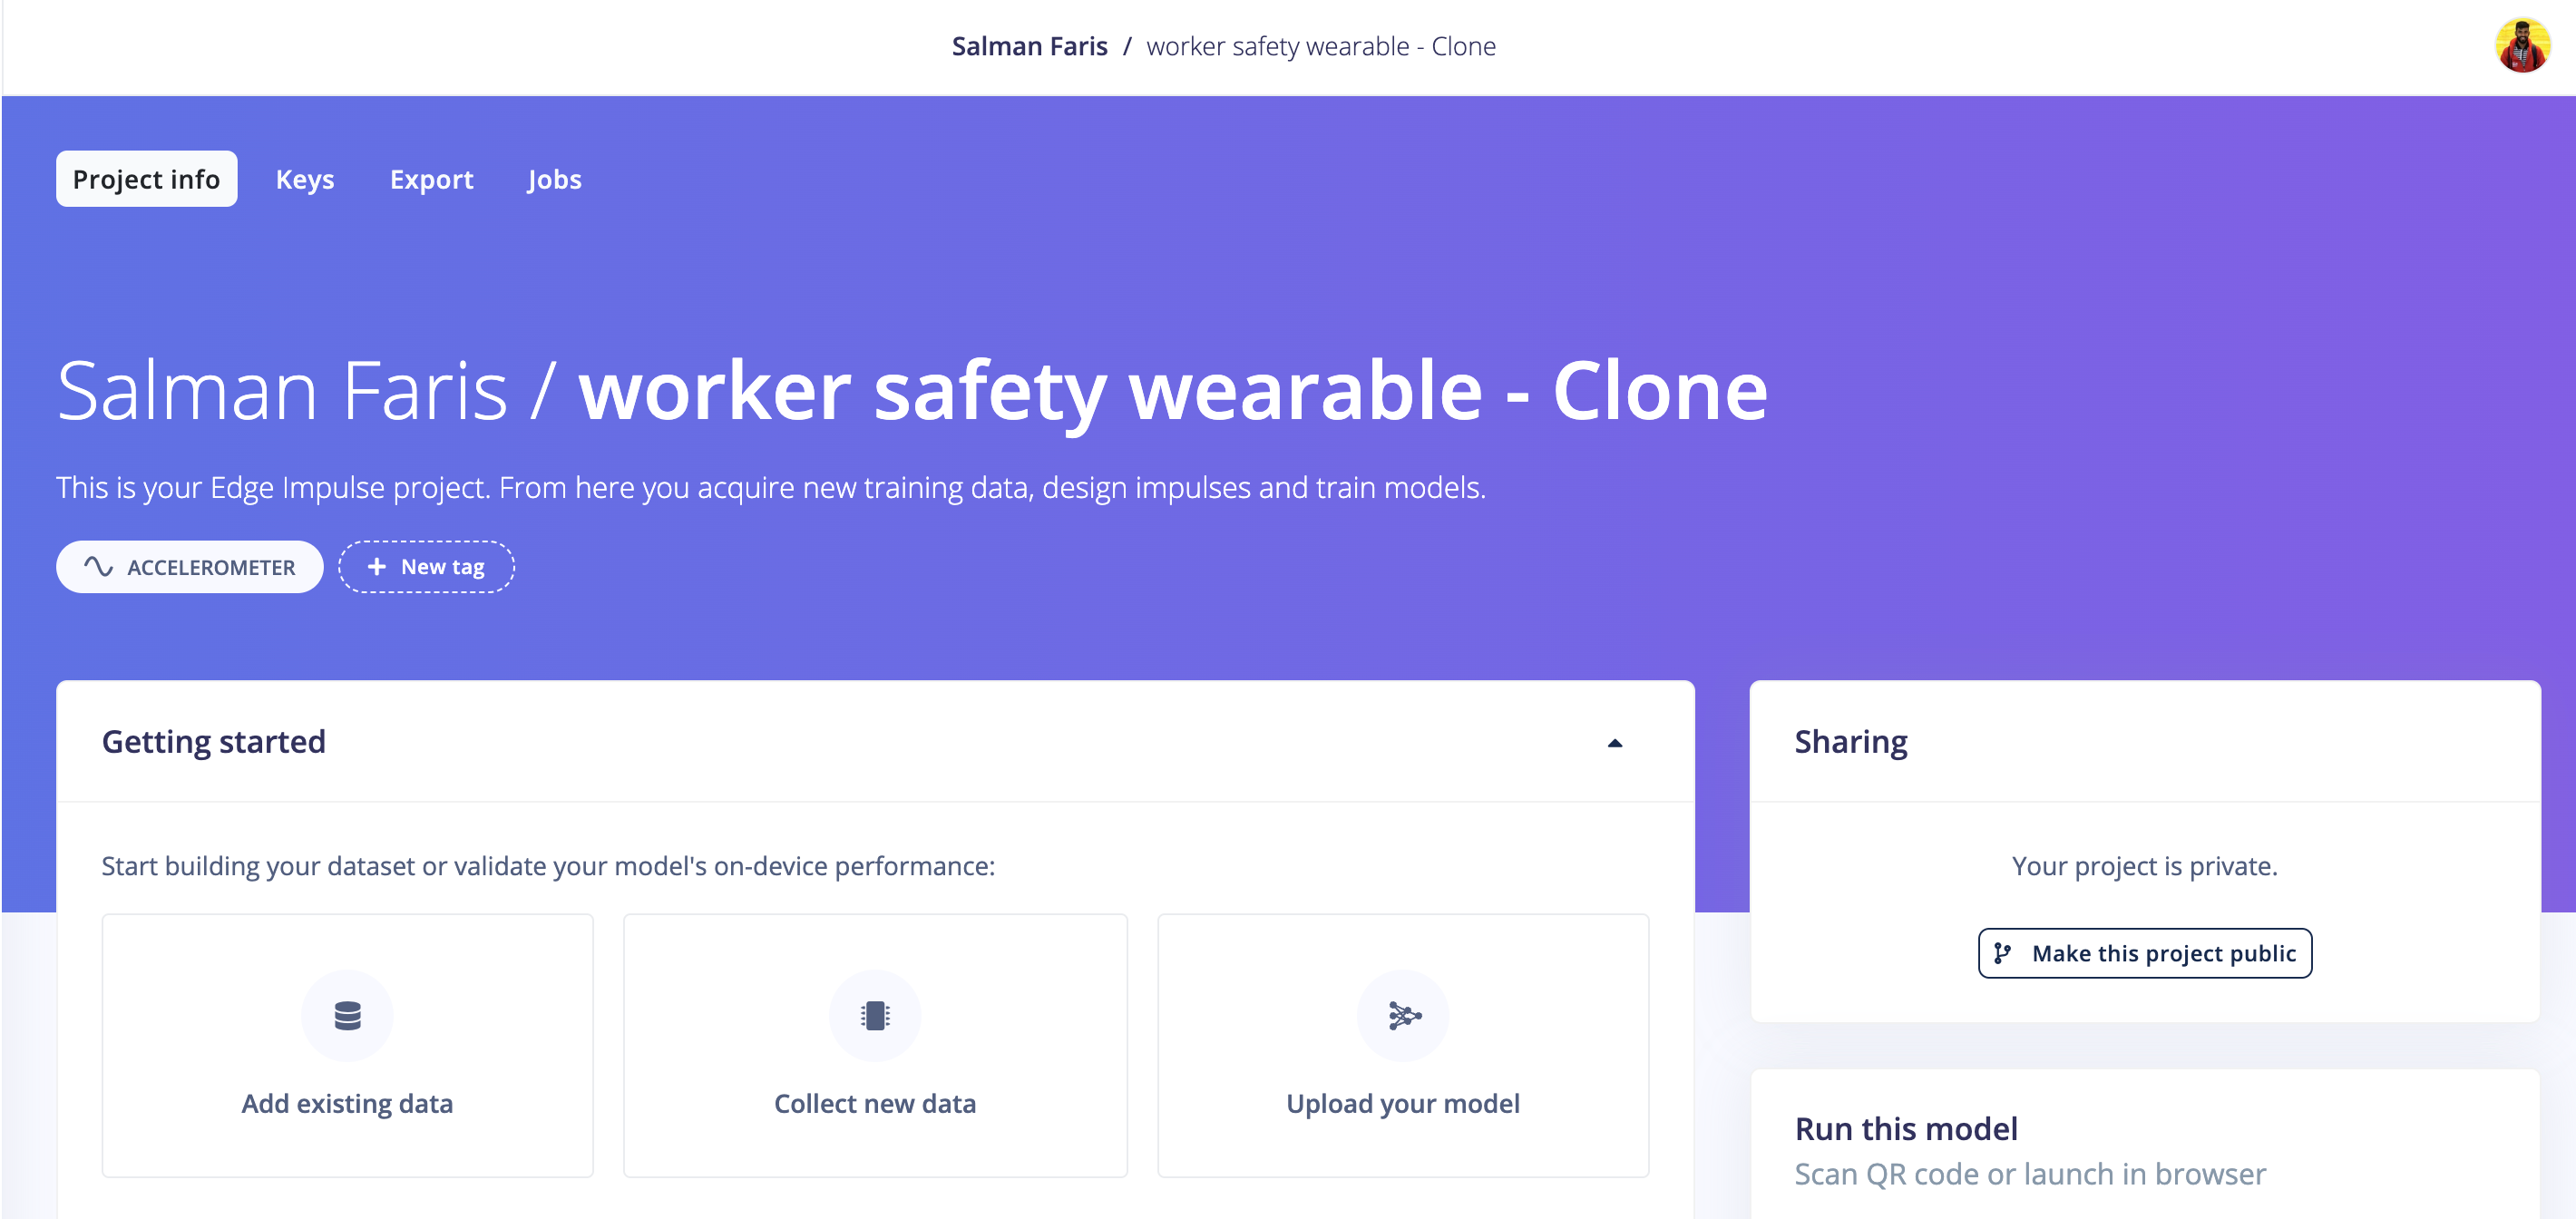 Salman Faris / worker safety wearable - Clone
Project info Keys Export Jobs
Salman Faris / worker safety wearable - Clone
This is your Edge Impulse project. From here you acquire new training data, design impulses and train models.
ACCELEROMETER + New tag
Getting started
Start building your dataset or validate your model's on-device performance:
Add existing data
Collect new data
Upload your model
Sharing
Your project is private.
Make this project public
Run this model
Scan QR code or launch in browser